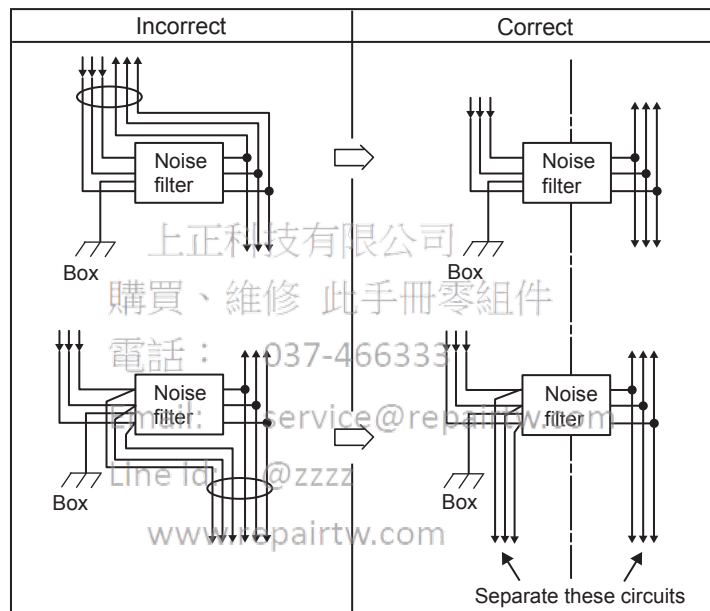 Incorrect
Correct
Noise
filter
Box
Noise
filter
Box
上正科技有限公司
購買、維修 此手冊零組件
電話： 037-466333
Noise
filter
Box
Noise
filter
Box
Email: service@repairtw.com
Line Id: @zzzz
www.repairtw.com
Separate these circuits